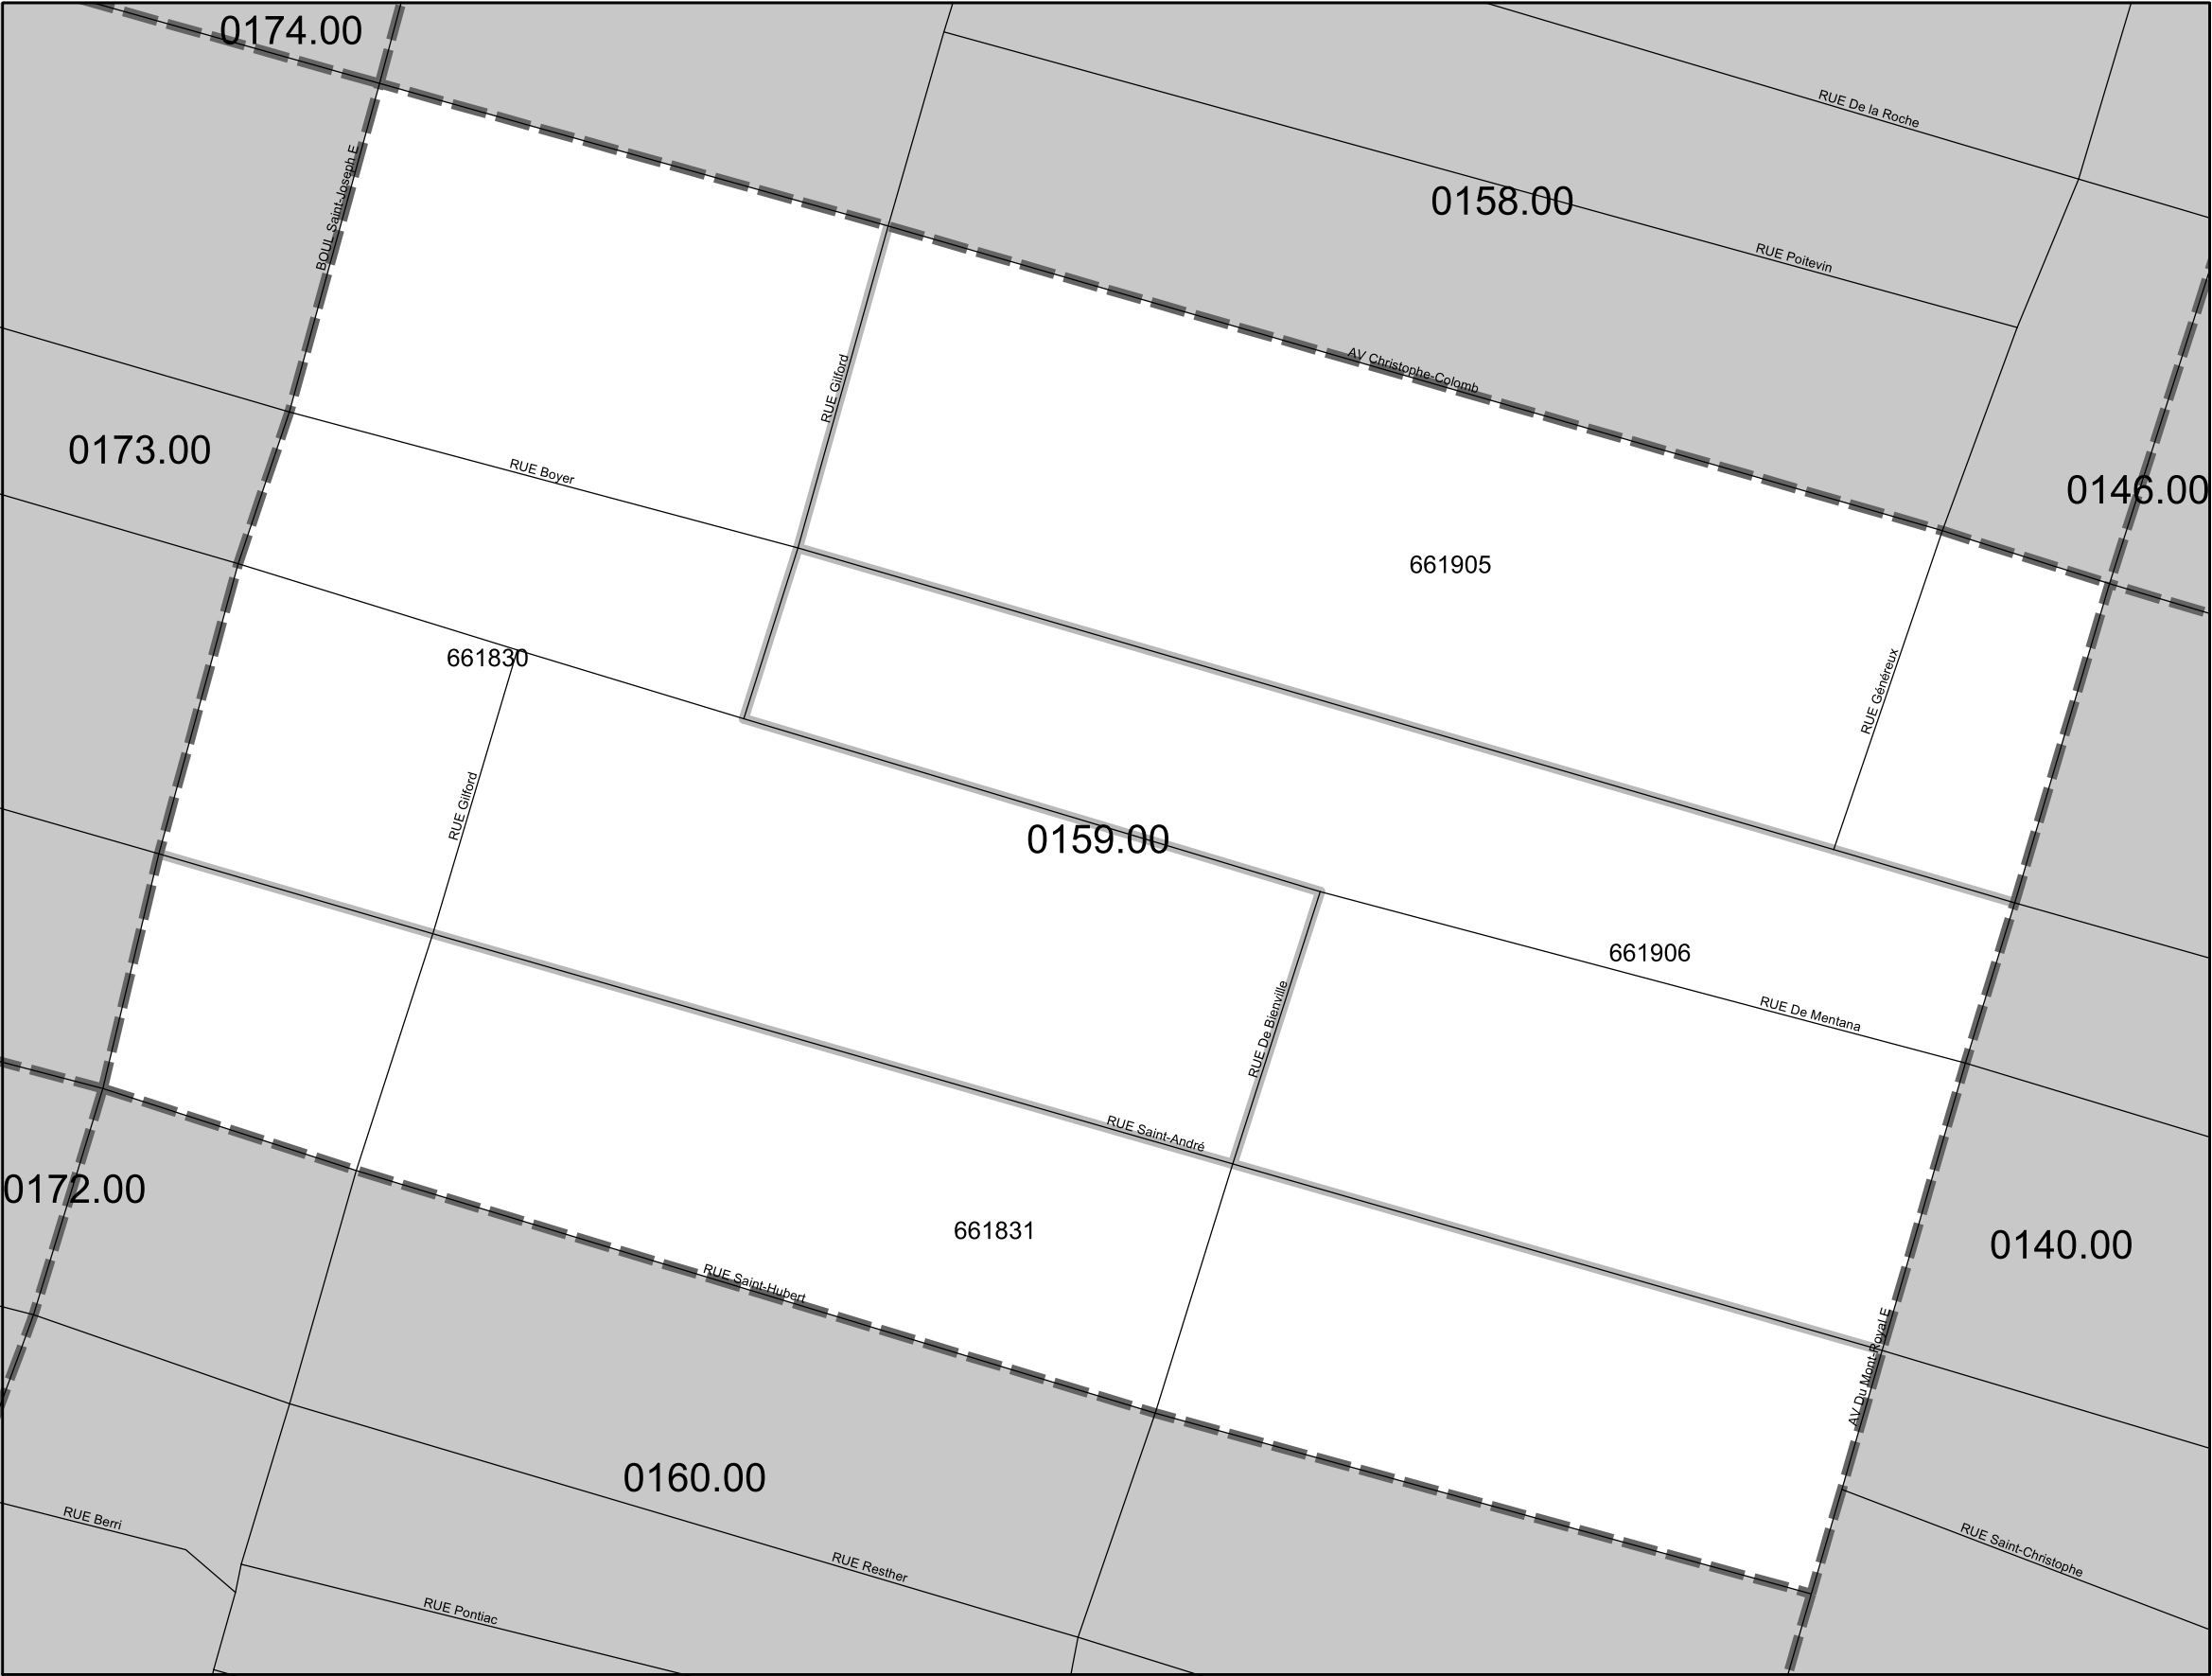 0174.00
RUE De la Roche
BOUL Saint-Joseph E
0158.00
RUE Poitevin
RUE Gilford
AV Christophe-Colomb
0173.00
RUE Boyer
0146.00
661905
661830
RUE Généreux
RUE Gilford
0159.00
661906
RUE De Bienville
RUE De Mentana
RUE Saint-André
0172.00
661831
0140.00
RUE Saint-Hubert
AV Du Mont-Royal E
0160.00
RUE Berri
RUE Resther
RUE Saint-Christophe
RUE Pontiac